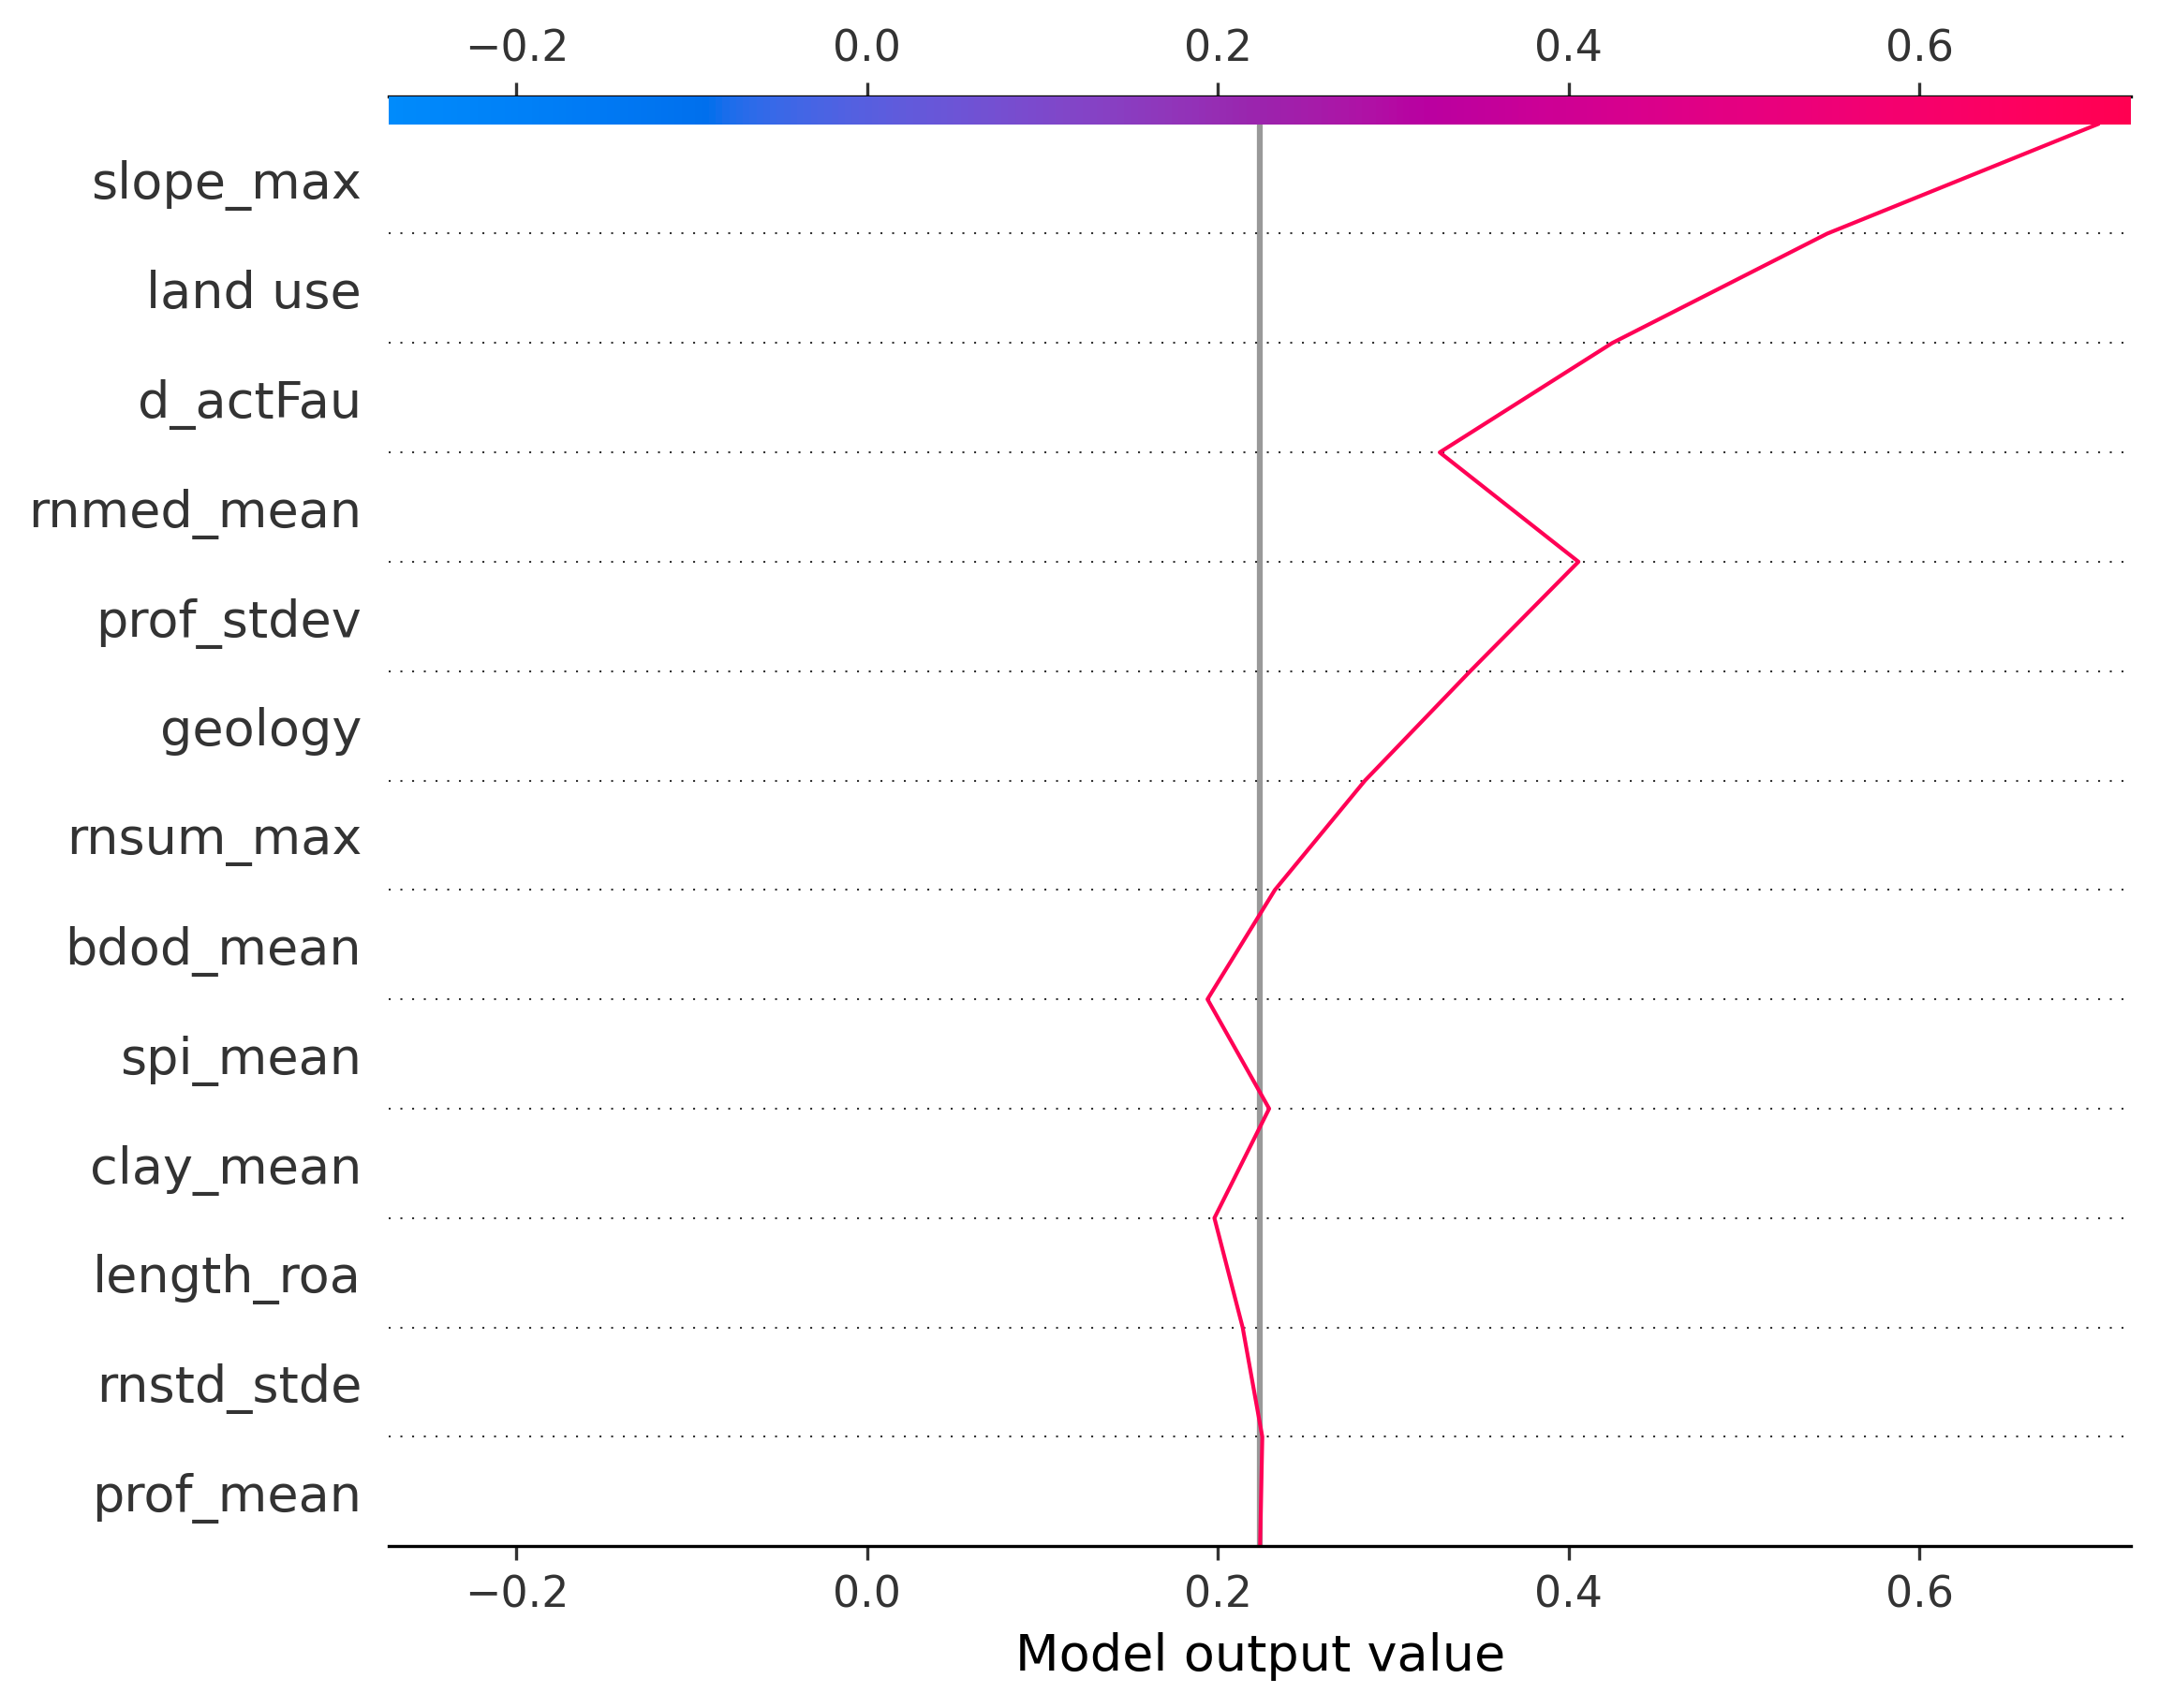 −0.2 0.0 0.2 0.4 0.6
slope_max
land use
d_actFau
rnmed_mean
prof_stdev
geology
rnsum_max
bdod_mean
spi_mean
clay_mean
length_roa
rnstd_stde
prof_mean
−0.2 0.0 0.2 0.4 0.6
Model output value